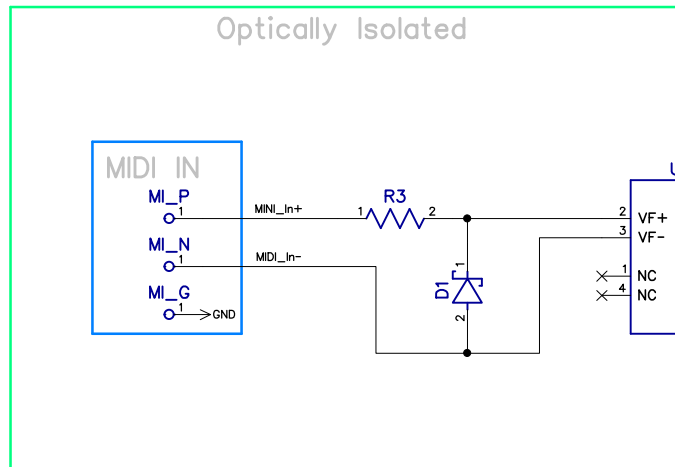 Optically Isolated
MIDI IN
MI_P
1
MINI_In+
1
R3
2
2
VF+
3
VF-
MI_N
1
MIDI_In-
1
NC
4
NC
MI_G
1
GND
D1
1
2